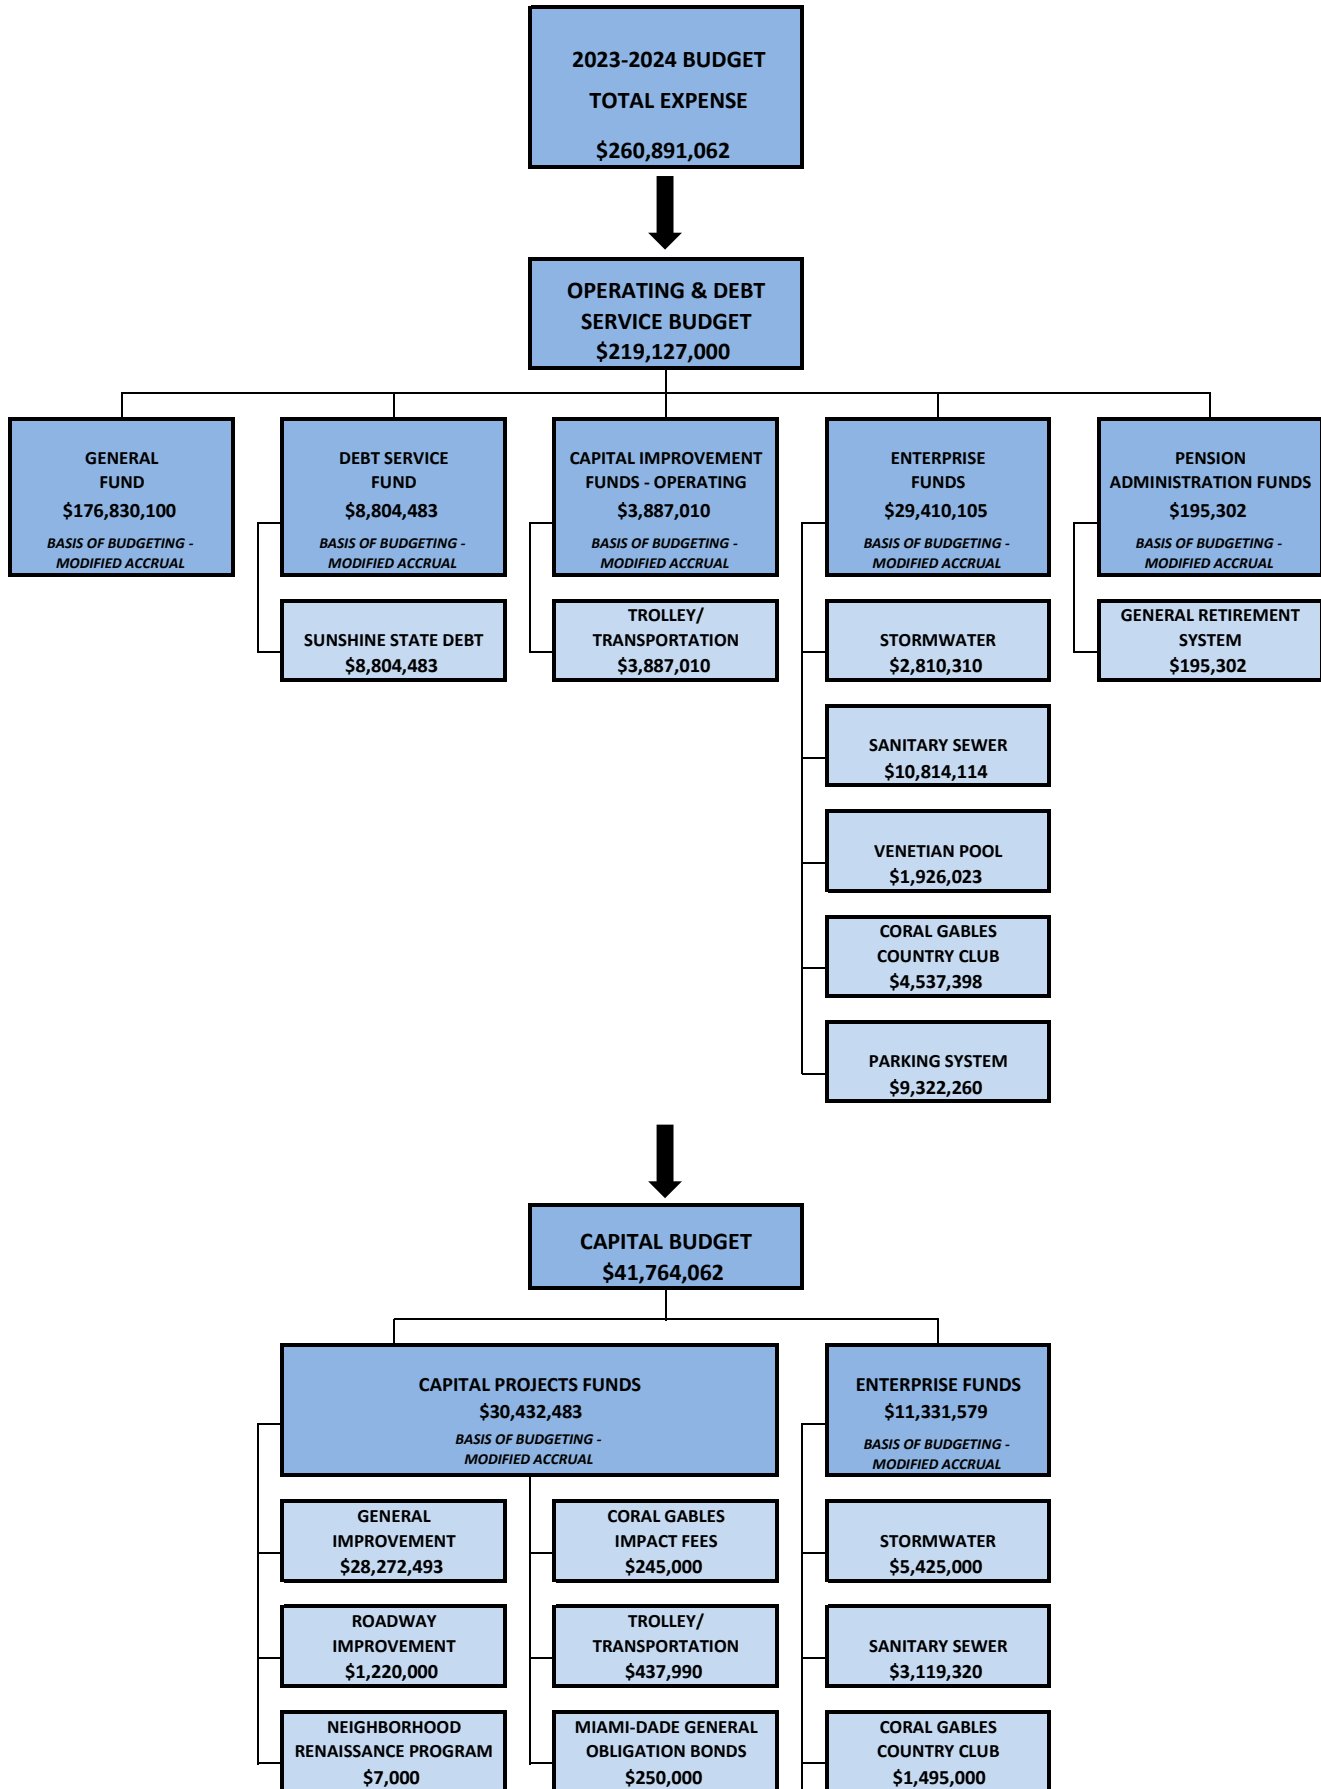 2023-2024 BUDGET
TOTAL EXPENSE
$260,891,062
OPERATING & DEBT
SERVICE BUDGET
$219,127,000
GENERAL
FUND
$176,830,100
BASIS OF BUDGETING -
MODIFIED ACCRUAL
DEBT SERVICE
FUND
$8,804,483
BASIS OF BUDGETING -
MODIFIED ACCRUAL
CAPITAL IMPROVEMENT
FUNDS - OPERATING
$3,887,010
BASIS OF BUDGETING -
MODIFIED ACCRUAL
ENTERPRISE
FUNDS
$29,410,105
BASIS OF BUDGETING -
MODIFIED ACCRUAL
PENSION
ADMINISTRATION FUNDS
$195,302
BASIS OF BUDGETING -
MODIFIED ACCRUAL
SUNSHINE STATE DEBT
$8,804,483
TROLLEY/
TRANSPORTATION
$3,887,010
STORMWATER
$2,810,310
GENERAL RETIREMENT
SYSTEM
$195,302
SANITARY SEWER
$10,814,114
VENETIAN POOL
$1,926,023
CORAL GABLES
COUNTRY CLUB
$4,537,398
PARKING SYSTEM
$9,322,260
CAPITAL BUDGET
$41,764,062
CAPITAL PROJECTS FUNDS
$30,432,483
BASIS OF BUDGETING -
MODIFIED ACCRUAL
ENTERPRISE FUNDS
$11,331,579
BASIS OF BUDGETING -
MODIFIED ACCRUAL
GENERAL
IMPROVEMENT
$28,272,493
CORAL GABLES
IMPACT FEES
$245,000
STORMWATER
$5,425,000
ROADWAY
IMPROVEMENT
$1,220,000
TROLLEY/
TRANSPORTATION
$437,990
SANITARY SEWER
$3,119,320
NEIGHBORHOOD
RENAISSANCE PROGRAM
$7,000
MIAMI-DADE GENERAL
OBLIGATION BONDS
$250,000
CORAL GABLES
COUNTRY CLUB
$1,495,000